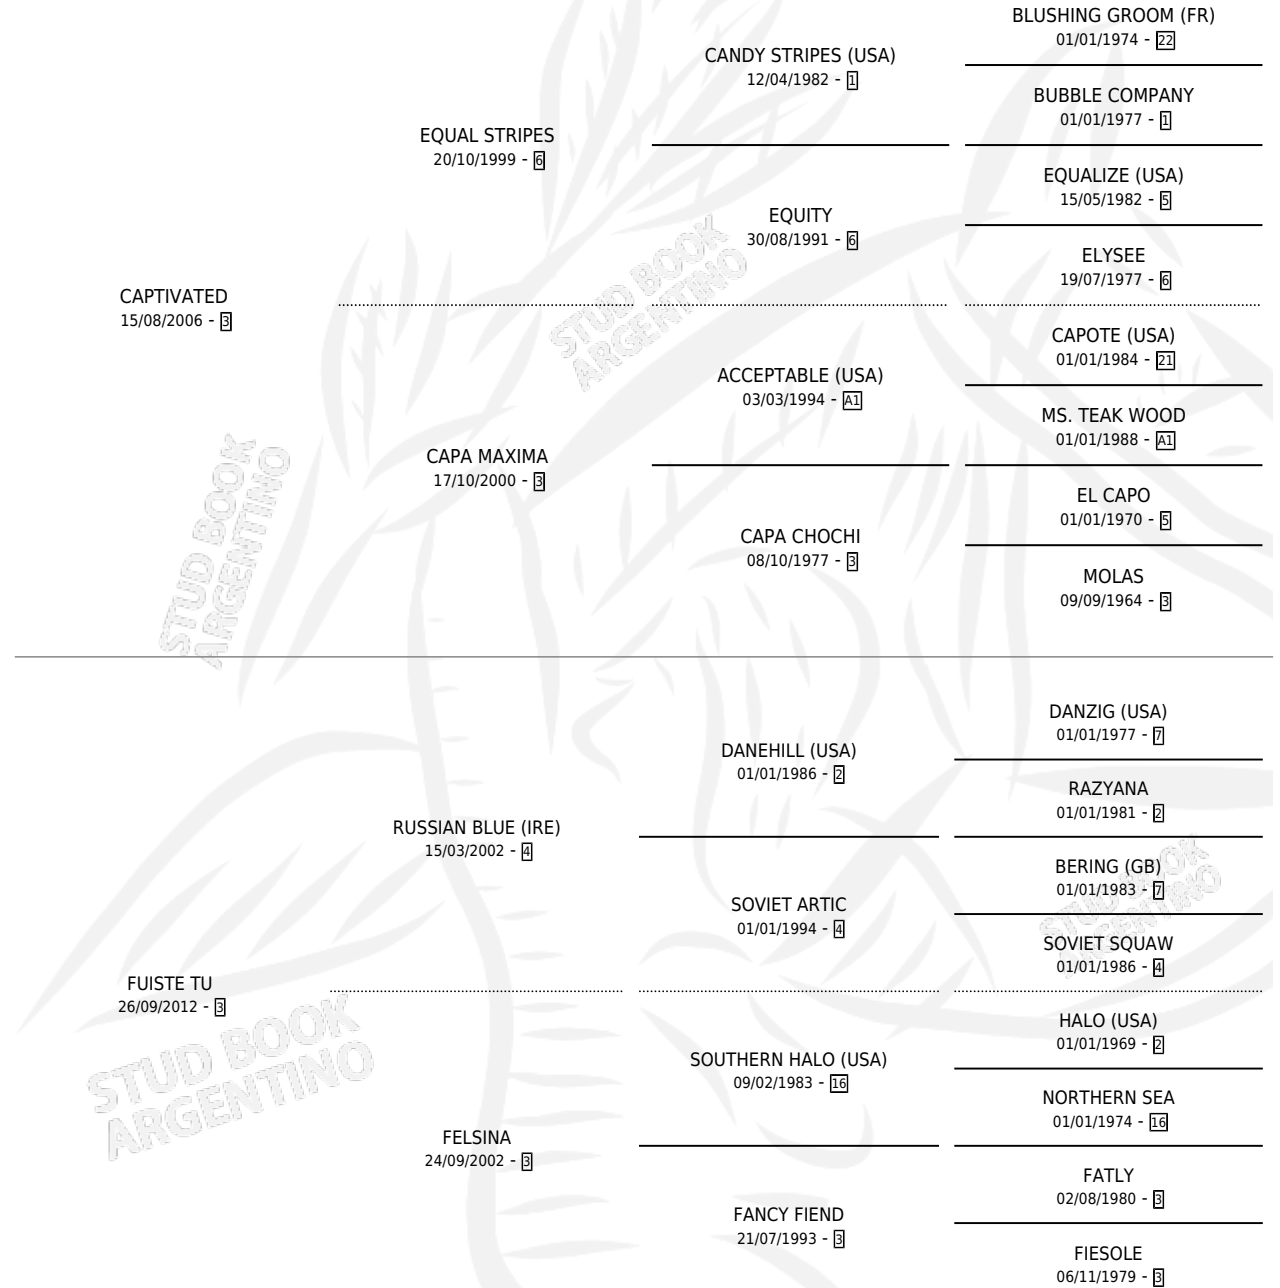 BLUSHING GROOM (FR)
01/01/1974 - 22
CANDY STRIPES (USA)
12/04/1982 - 1
BUBBLE COMPANY
01/01/1977 - 1
EQUAL STRIPES
20/10/1999 - 6
EQUALIZE (USA)
15/05/1982 - 5
EQUITY
30/08/1991 - 6
ELYSEE
19/07/1977 - 6
CAPTIVATED
15/08/2006 - 3
CAPOTE (USA)
01/01/1984 - 21
ACCEPTABLE (USA)
03/03/1994 - A1
MS. TEAK WOOD
01/01/1988 - A1
CAPA MAXIMA
17/10/2000 - 3
EL CAPO
01/01/1970 - 5
CAPA CHOCHI
08/10/1977 - 3
MOLAS
09/09/1964 - 3
DANZIG (USA)
01/01/1977 - 7
DANEHILL (USA)
01/01/1986 - 2
RAZYANA
01/01/1981 - 2
RUSSIAN BLUE (IRE)
15/03/2002 - 4
BERING (GB)
01/01/1983 - 7
SOVIET ARTIC
01/01/1994 - 4
SOVIET SQUAW
01/01/1986 - 4
FUISTE TU
26/09/2012 - 3
HALO (USA)
01/01/1969 - 2
SOUTHERN HALO (USA)
09/02/1983 - 16
NORTHERN SEA
01/01/1974 - 16
FELSINA
24/09/2002 - 3
FATLY
02/08/1980 - 3
FANCY FIEND
21/07/1993 - 3
FIESOLE
06/11/1979 - 3
STUD BOOK
ARGENTINO
STUD BOOK
ARGENTINO
STUD BOOK
ARGENTINO
STUD BOOK
ARGENTINO